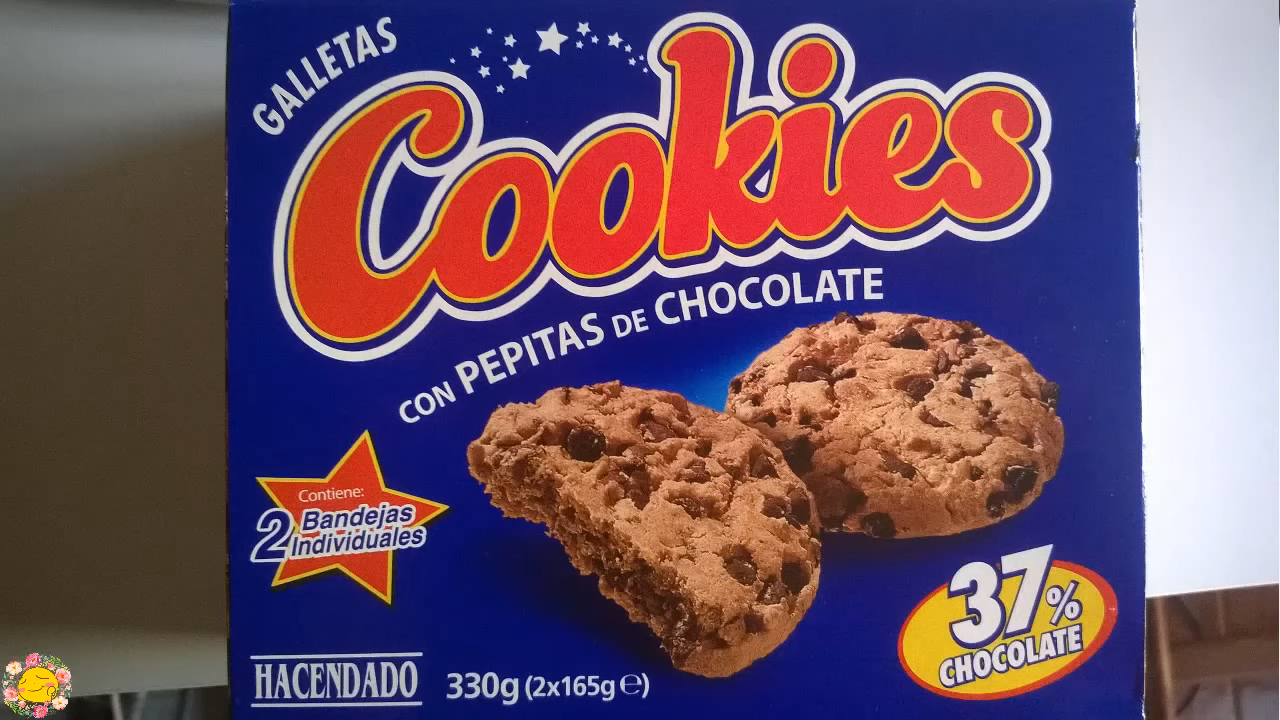 GALLETAS
Cookies
CON PEPITAS DE CHOCOLATE
Contiene:
2 Bandejas
Individuales
37%
CHOCOLATE
HACENDADO
330g (2x165g ℮)